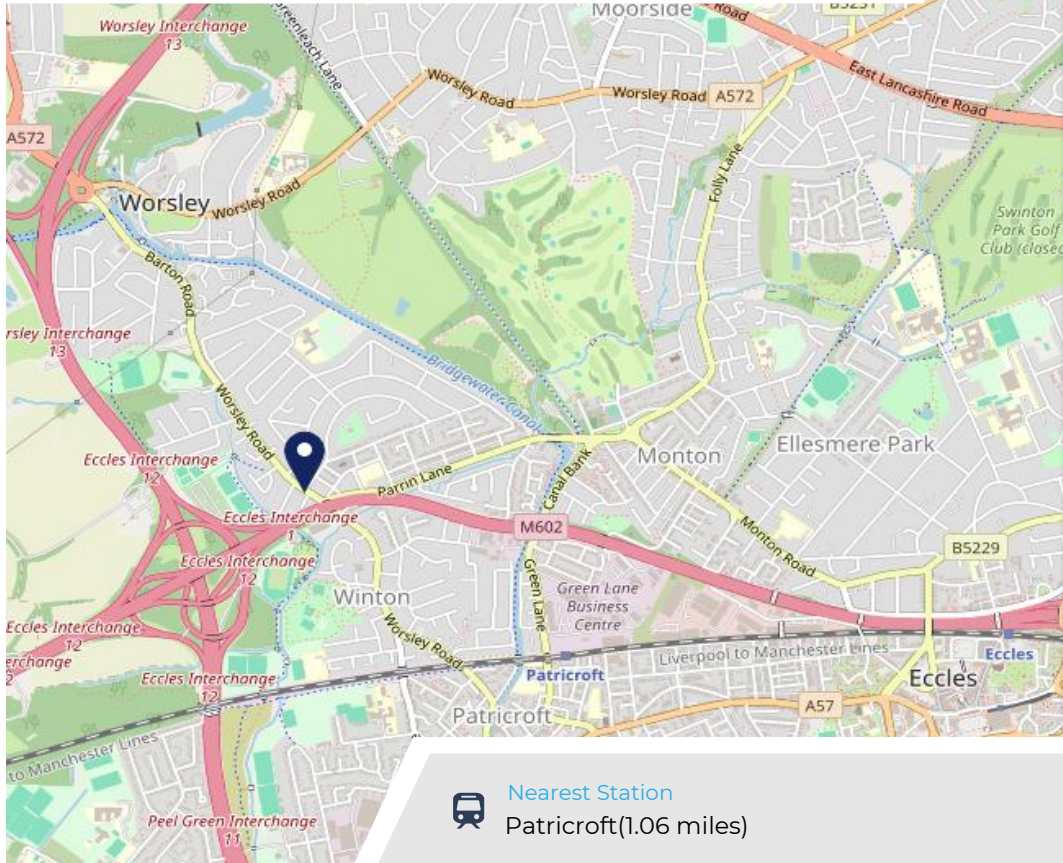 Moorside
B5231
Road
Worsley Interchange
13
Greenleach Lane
Worsley Road
Worsley Road
A572
East Lancashire Road
A572
Worsley
Worsley Road
Folly Lane
Swinton
Park Golf
Club (closed
Barton Road
rsley Interchange
13
Bridgewater Canal
Worsley Road
Eccles Interchange
12
Parrin Lane
Monton
Ellesmere Park
Canal Bank
Eccles Interchange
1
M602
Monton Road
B5229
Eccles Interchange
12
Winton
Green Lane
Green Lane
Business
Centre
Eccles Interchange
12
Worsley Road
erchange
2
Liverpool to Manchester Lines
Eccles
Patricroft
Eccles
Eccles Interchange
12
A57
Patricroft
to Manchester Lines
Peel Green Interchange
11
Nearest Station
Patricroft(1.06 miles)